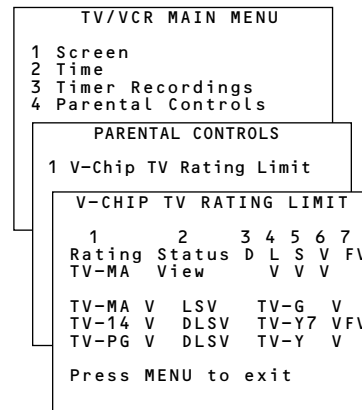 TV/VCR MAIN MENU
1 Screen
2 Time
3 Timer Recordings
4 Parental Controls
PARENTAL CONTROLS
1 V-Chip TV Rating Limit
V-CHIP TV RATING LIMIT
1 2 3 4 5 6 7
Rating Status D L S V FV
TV-MA View V V V
TV-MA V LSV TV-G V
TV-14 V DLSV TV-Y7 VFV
TV-PG V DLSV TV-Y V
Press MENU to exit